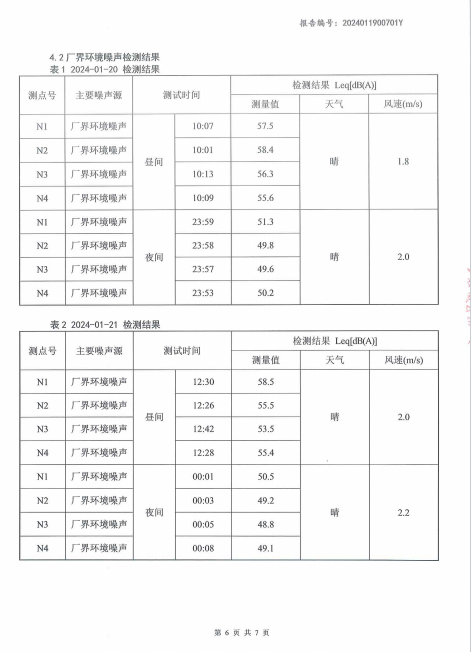 报告编号：2024011900701Y
4.2厂界环境噪声检测结果
表1 2024-01-20 检测结果
测点号 主要噪声源 测试时间 检测结果 Leq[dB(A)]
测量值 天气 风速(m/s)
N1 厂界环境噪声 昼间 10:07 57.5 晴 1.8
N2 厂界环境噪声 10:01 58.4
N3 厂界环境噪声 10:13 56.3
N4 厂界环境噪声 10:09 55.6
N1 厂界环境噪声 夜间 23:59 51.3 晴 2.0
N2 厂界环境噪声 23:58 49.8
N3 厂界环境噪声 23:57 49.6
N4 厂界环境噪声 23:53 50.2
表2 2024-01-21 检测结果
测点号 主要噪声源 测试时间 检测结果 Leq[dB(A)]
测量值 天气 风速(m/s)
N1 厂界环境噪声 昼间 12:30 58.5 晴 2.0
N2 厂界环境噪声 12:26 55.5
N3 厂界环境噪声 12:42 53.5
N4 厂界环境噪声 12:28 55.4
N1 厂界环境噪声 夜间 00:01 50.5 晴 2.2
N2 厂界环境噪声 00:03 49.2
N3 厂界环境噪声 00:05 48.8
N4 厂界环境噪声 00:08 49.1
第 6 页 共 7 页